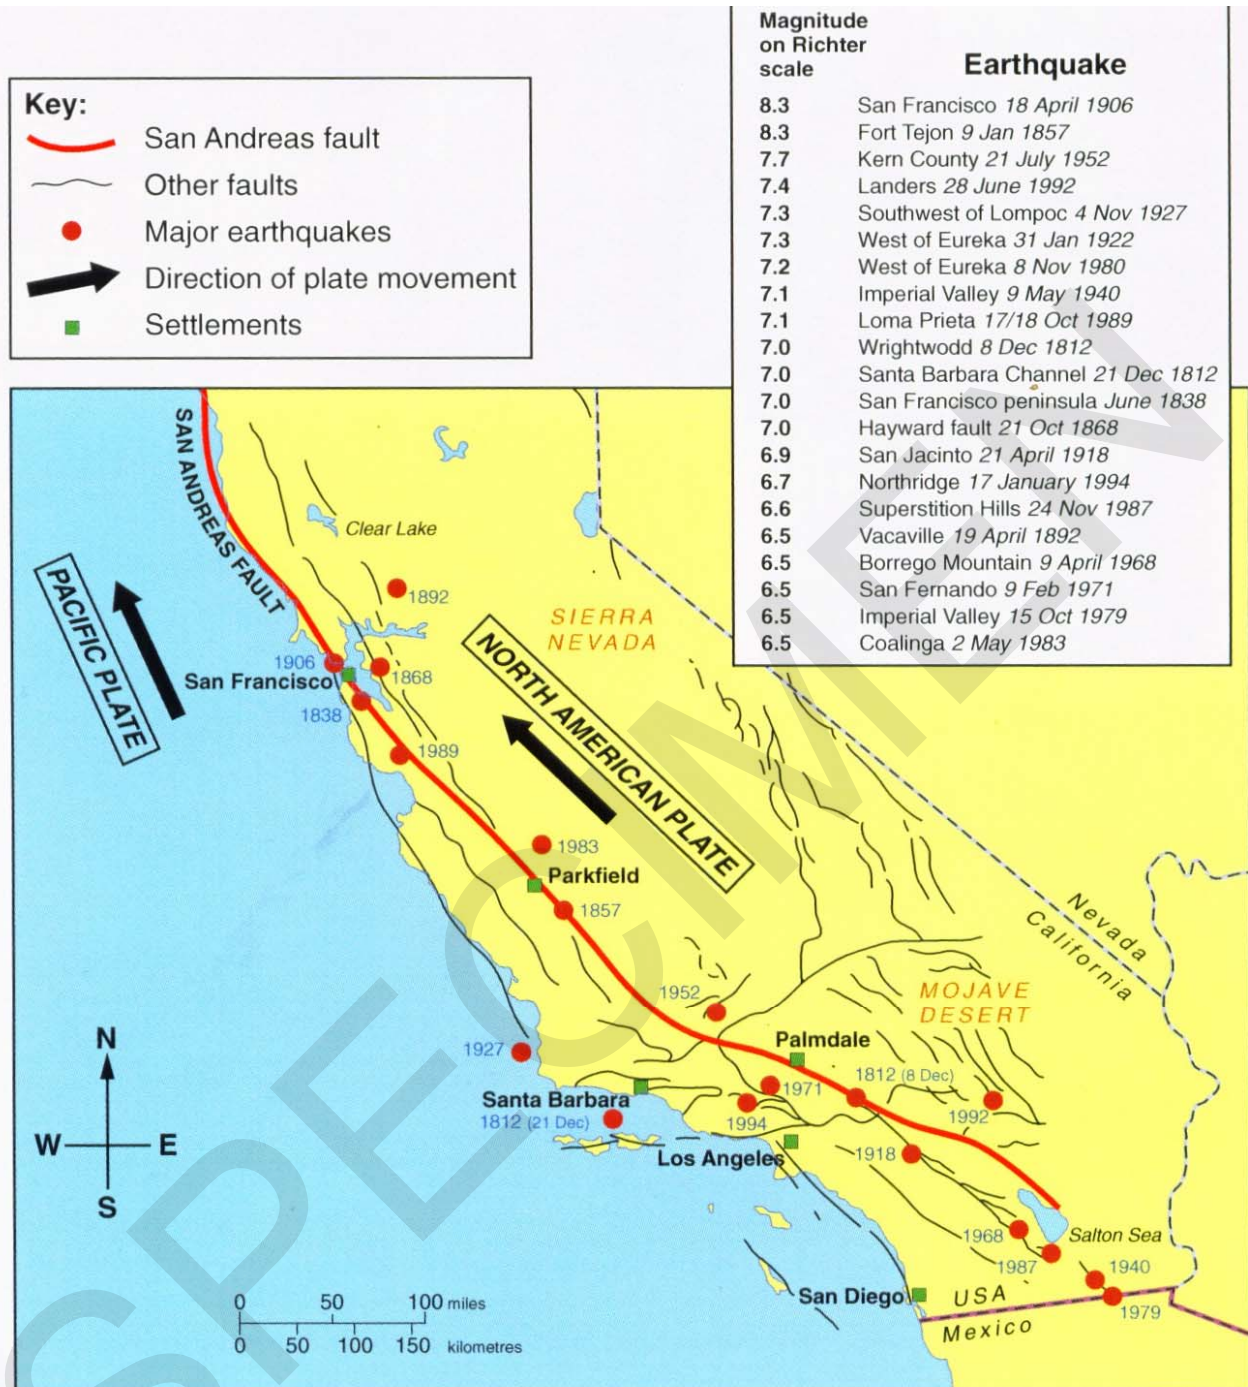 Key:
San Andreas fault
Other faults
Major earthquakes
Direction of plate movement
Settlements
Magnitude
on Richter
scale
Earthquake
8.3 San Francisco 18 April 1906
8.3 Fort Tejon 9 Jan 1857
7.7 Kern County 21 July 1952
7.4 Landers 28 June 1992
7.3 Southwest of Lompoc 4 Nov 1927
7.3 West of Eureka 31 Jan 1922
7.2 West of Eureka 8 Nov 1980
7.1 Imperial Valley 9 May 1940
7.1 Loma Prieta 17/18 Oct 1989
7.0 Wrightwodd 8 Dec 1812
7.0 Santa Barbara Channel 21 Dec 1812
7.0 San Francisco peninsula June 1838
7.0 Hayward fault 21 Oct 1868
6.9 San Jacinto 21 April 1918
6.7 Northridge 17 January 1994
6.6 Superstition Hills 24 Nov 1987
6.5 Vacaville 19 April 1892
6.5 Borrego Mountain 9 April 1968
6.5 San Fernando 9 Feb 1971
6.5 Imperial Valley 15 Oct 1979
6.5 Coalinga 2 May 1983
SAN ANDREAS FAULT
Clear Lake
PACIFIC PLATE
1892
SIERRA
NEVADA
NORTH AMERICAN PLATE
1906
1868
San Francisco
1838
1989
1983
Parkfield
1857
Nevada
California
1952
MOJAVE
DESERT
N
W E
S
1927
Palmdale
1812 (8 Dec)
1971
Santa Barbara
1812 (21 Dec)
1994
1992
Los Angeles
1918
1968
Salton Sea
1987
1940
San Diego
USA
Mexico
1979
0 50 100 miles
0 50 100 150 kilometres
SPECIMEN